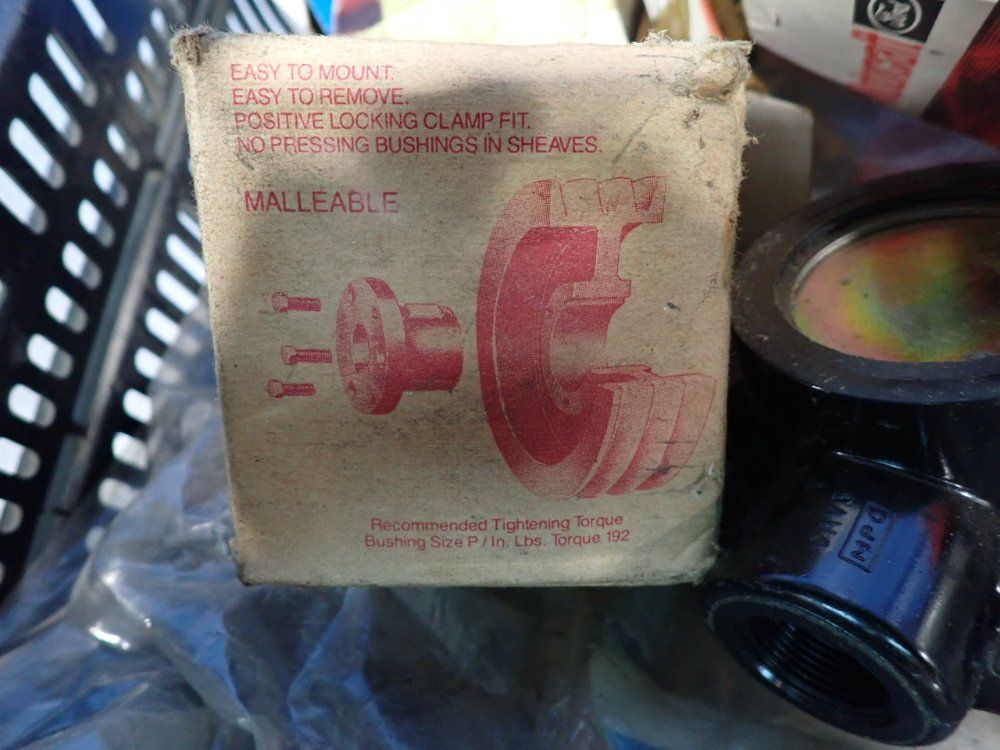 EASY TO MOUNT.
EASY TO REMOVE.
POSITIVE LOCKING CLAMP FIT.
NO PRESSING BUSHINGS IN SHEAVES.
MALLEABLE
Recommended Tightening Torque
Bushing Size P / In. Lbs. Torque 192
MPO